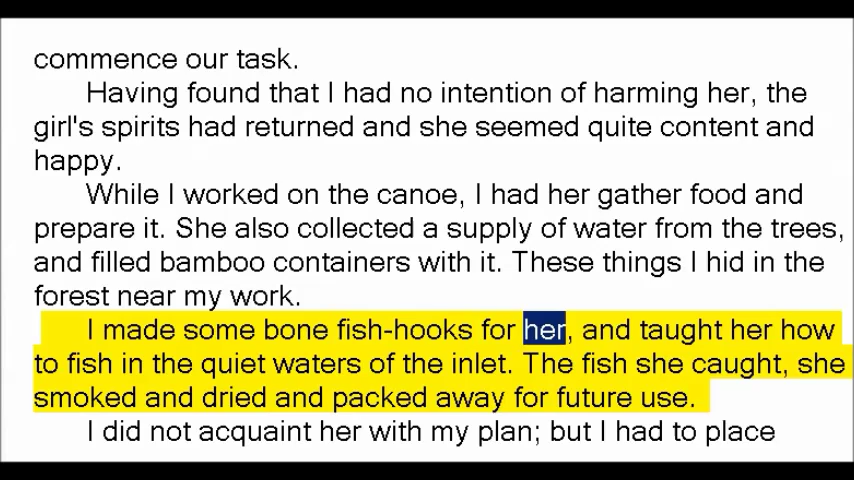 commence our task.
Having found that I had no intention of harming her, the
girl's spirits had returned and she seemed quite content and
happy.
While I worked on the canoe, I had her gather food and
prepare it. She also collected a supply of water from the trees,
and filled bamboo containers with it. These things I hid in the
forest near my work.
I made some bone fish-hooks for her, and taught her how
to fish in the quiet waters of the inlet. The fish she caught, she
smoked and dried and packed away for future use.
I did not acquaint her with my plan; but I had to place